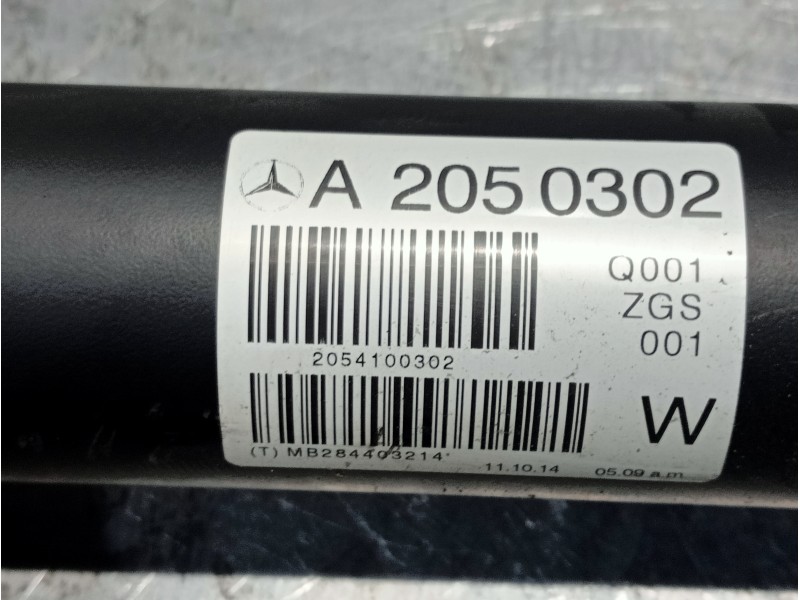 A 205 0302
Q001
ZGS
001
2054100302
W
(T) MB284403214*
11.10.14 05.09 a.m.